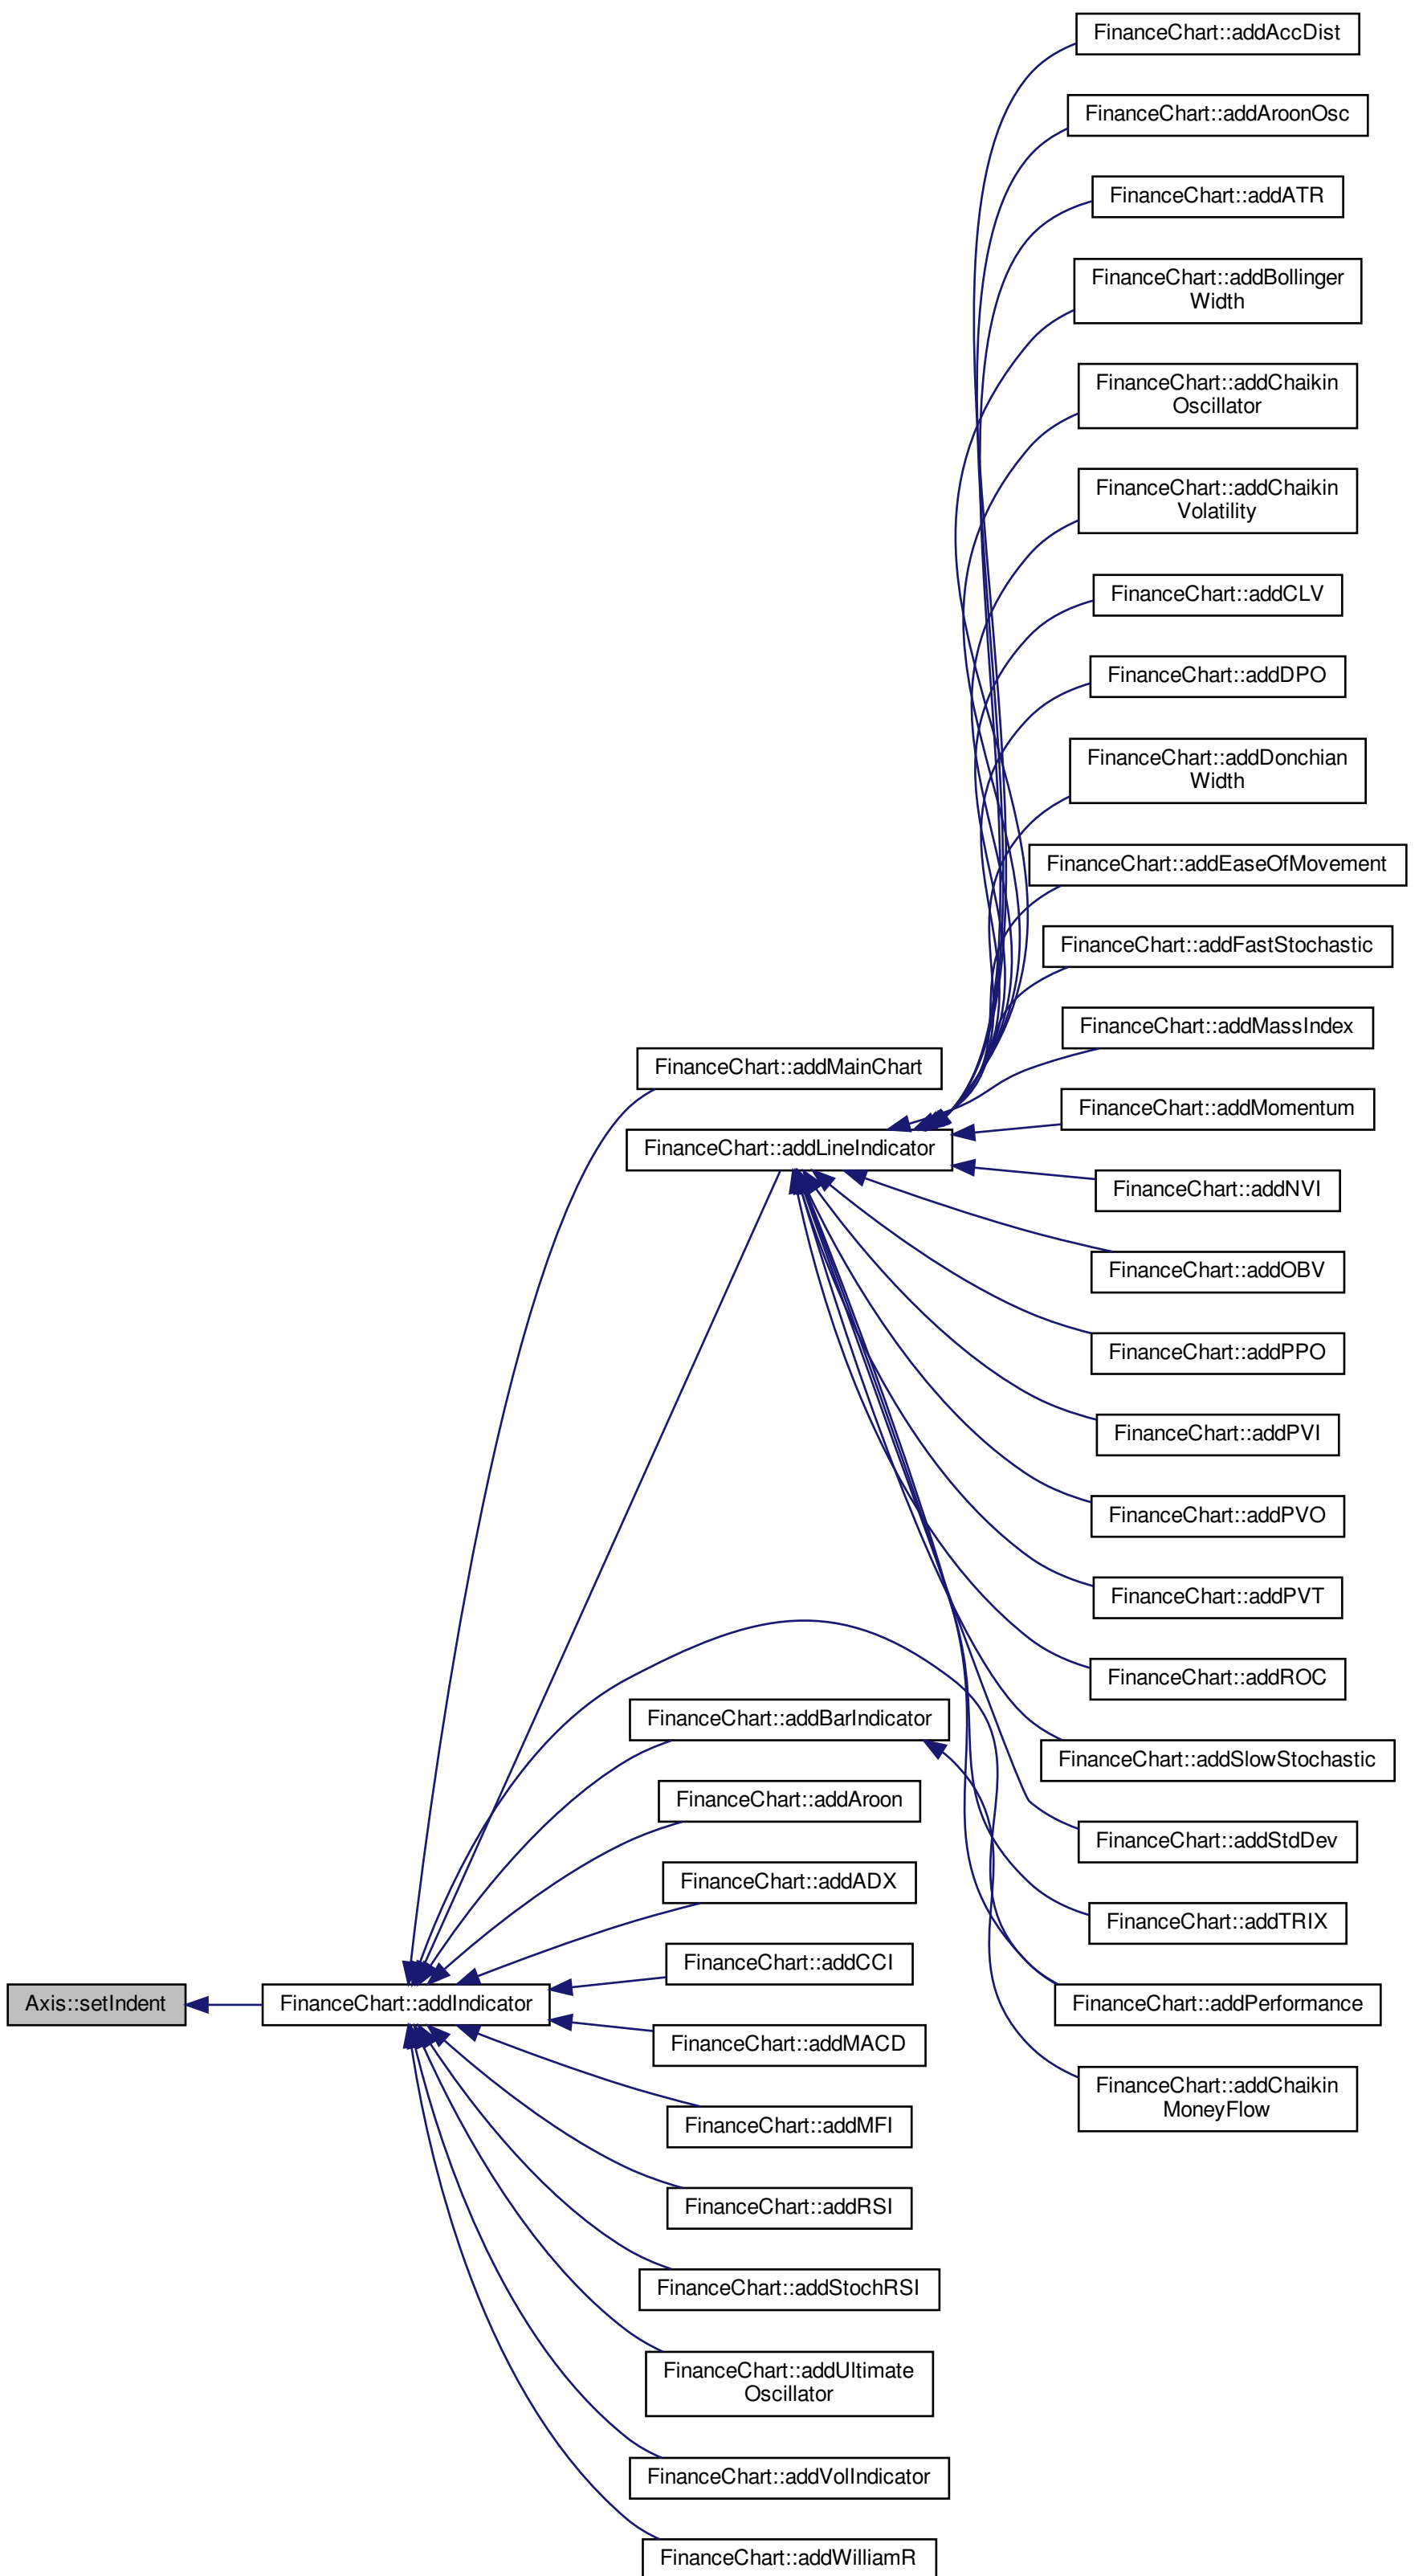 FinanceChart::addAccDist
FinanceChart::addAroonOsc
FinanceChart::addATR
FinanceChart::addBollinger
Width
FinanceChart::addChaikin
Oscillator
FinanceChart::addChaikin
Volatility
FinanceChart::addCLV
FinanceChart::addDPO
FinanceChart::addDonchian
Width
FinanceChart::addEaseOfMovement
FinanceChart::addFastStochastic
FinanceChart::addMassIndex
FinanceChart::addMainChart
FinanceChart::addMomentum
FinanceChart::addLineIndicator
FinanceChart::addNVI
FinanceChart::addOBV
FinanceChart::addPPO
FinanceChart::addPVI
FinanceChart::addPVO
FinanceChart::addPVT
FinanceChart::addROC
FinanceChart::addBarIndicator
FinanceChart::addSlowStochastic
FinanceChart::addAroon
FinanceChart::addStdDev
FinanceChart::addADX
FinanceChart::addTRIX
FinanceChart::addCCI
Axis::setIndent
FinanceChart::addIndicator
FinanceChart::addPerformance
FinanceChart::addMACD
FinanceChart::addChaikin
MoneyFlow
FinanceChart::addMFI
FinanceChart::addRSI
FinanceChart::addStochRSI
FinanceChart::addUltimate
Oscillator
FinanceChart::addVolIndicator
FinanceChart::addWilliamR